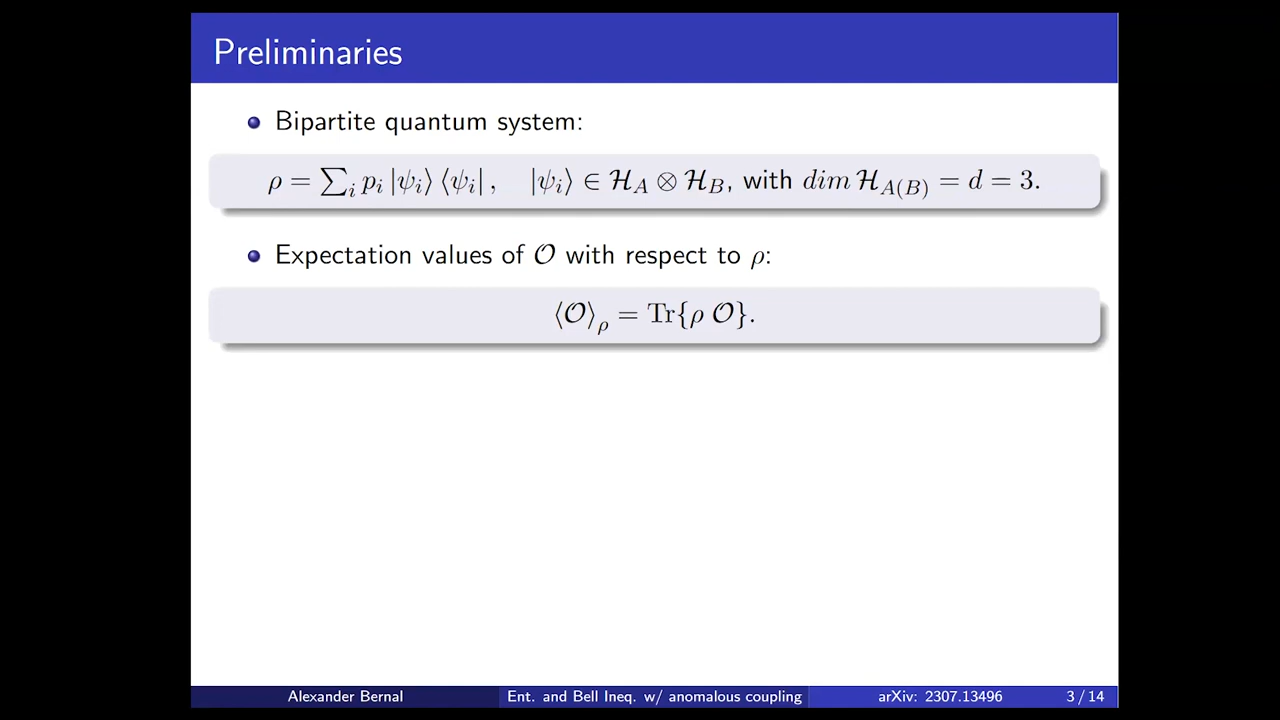 Preliminaries
Bipartite quantum system:
ρ = ∑_i p_i |ψ_i⟩ ⟨ψ_i| , |ψ_i⟩ ∈ ℋ_A ⊗ ℋ_B, with dim ℋ_{A(B)} = d = 3.
Expectation values of 𝒪 with respect to ρ:
⟨𝒪⟩_ρ = Tr{ρ 𝒪}.
Alexander Bernal Ent. and Bell Ineq. w/ anomalous coupling arXiv: 2307.13496 3 / 14